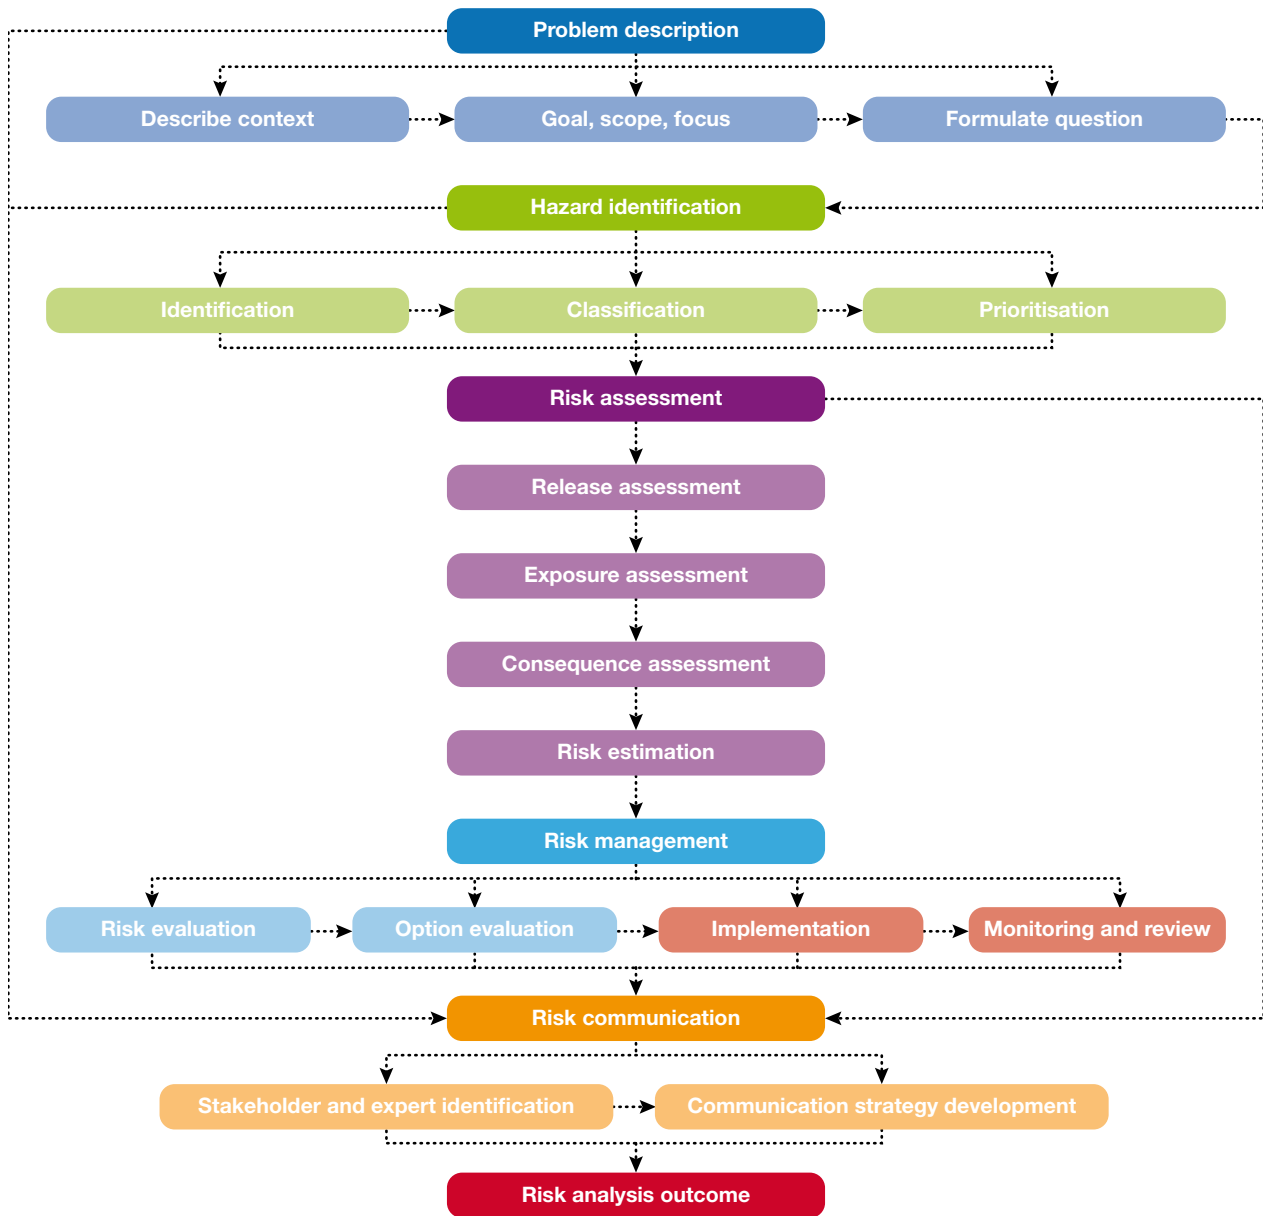 Problem description
Describe context
Goal, scope, focus
Formulate question
Hazard identification
Identification
Classification
Prioritisation
Risk assessment
Release assessment
Exposure assessment
Consequence assessment
Risk estimation
Risk management
Risk evaluation
Option evaluation
Implementation
Monitoring and review
Risk communication
Stakeholder and expert identification
Communication strategy development
Risk analysis outcome